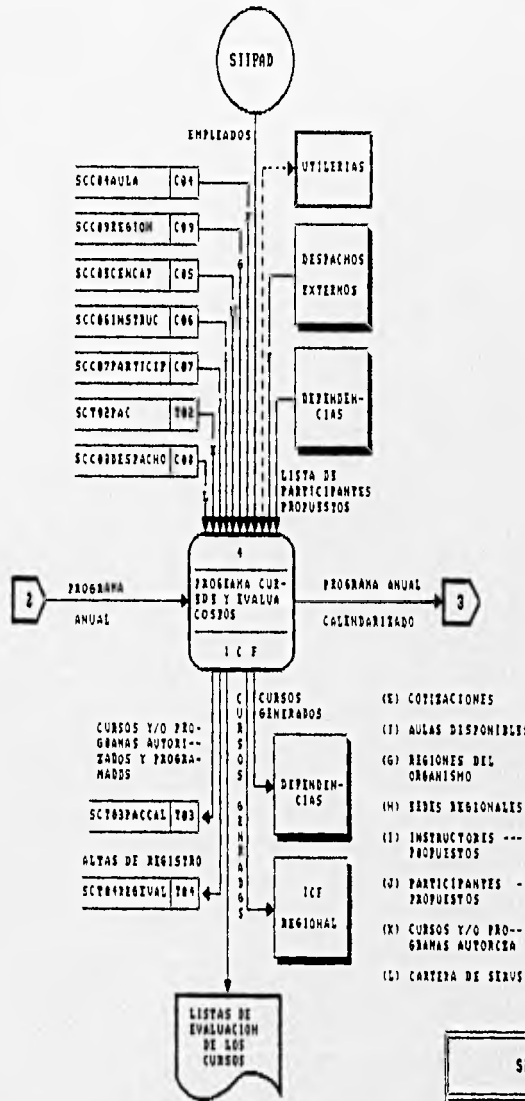 SIIPAD
EMPLEADOS
UTILERIAS
SCC04AULA C04
SCC09REGION C09
DESPACHOS
EXTERNOS
SCC05CENCAP C05
SCC06INSTRUC C06
SCC07PARTICIP C07
DEPENDEN-
CIAS
SCT02PAC T02
SCC08DESPACHO C08
LISTA DE
PARTICIPANTES
PROPUESTOS
4
2
PROGRAMA
ANUAL
PROGRAMA CUR-
SOS Y EVALUA
COSTOS
PROGRAMA ANUAL
CALENDARIZADO
3
I C F
CURSOS Y/O PRO-
GRAMAS AUTORI--
ZADOS Y PROGRA-
MADOS
CURSOS GENERADOS
CURSOS
GENERADOS
SCT03PACCAL T03
DEPENDEN-
CIAS
ALTAS DE REGISTRO
SCT04REGEVAL T04
ICF
REGIONAL
(E) COTIZACIONES
(F) AULAS DISPONIBLES
(G) REGIONES DEL
ORGANISMO
(H) SEDES REGIONALES
(I) INSTRUCTORES ---
PROPUESTOS
(J) PARTICIPANTES -
PROPUESTOS
(K) CURSOS Y/O PRO--
GRAMAS AUTORIZA
(L) CARTERA DE SERVS
LISTAS DE
EVALUACION
DE LOS
CURSOS
S